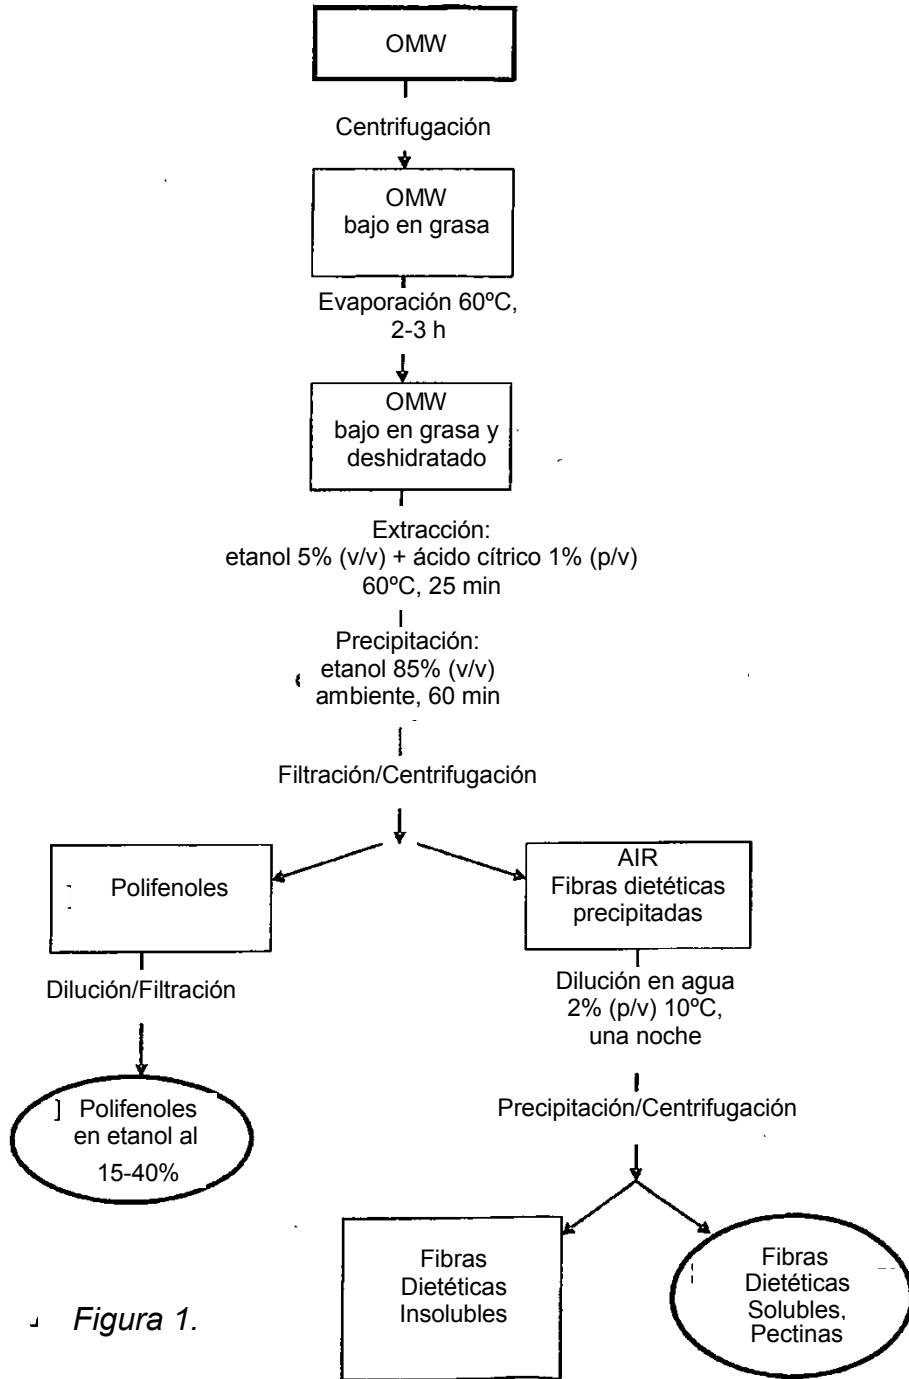 OMW
Centrifugación
OMW
bajo en grasa
Evaporación 60ºC,
2-3 h
OMW
bajo en grasa y
deshidratado
Extracción:
etanol 5% (v/v) + ácido cítrico 1% (p/v)
60ºC, 25 min
Precipitación:
etanol 85% (v/v)
ambiente, 60 min
Filtración/Centrifugación
Polifenoles
AIR
Fibras dietéticas
precipitadas
Dilución/Filtración
Dilución en agua
2% (p/v) 10ºC,
una noche
Polifenoles
en etanol al
15-40%
Precipitación/Centrifugación
Fibras
Dietéticas
Insolubles
Fibras
Dietéticas
Solubles,
Pectinas
Figura 1.